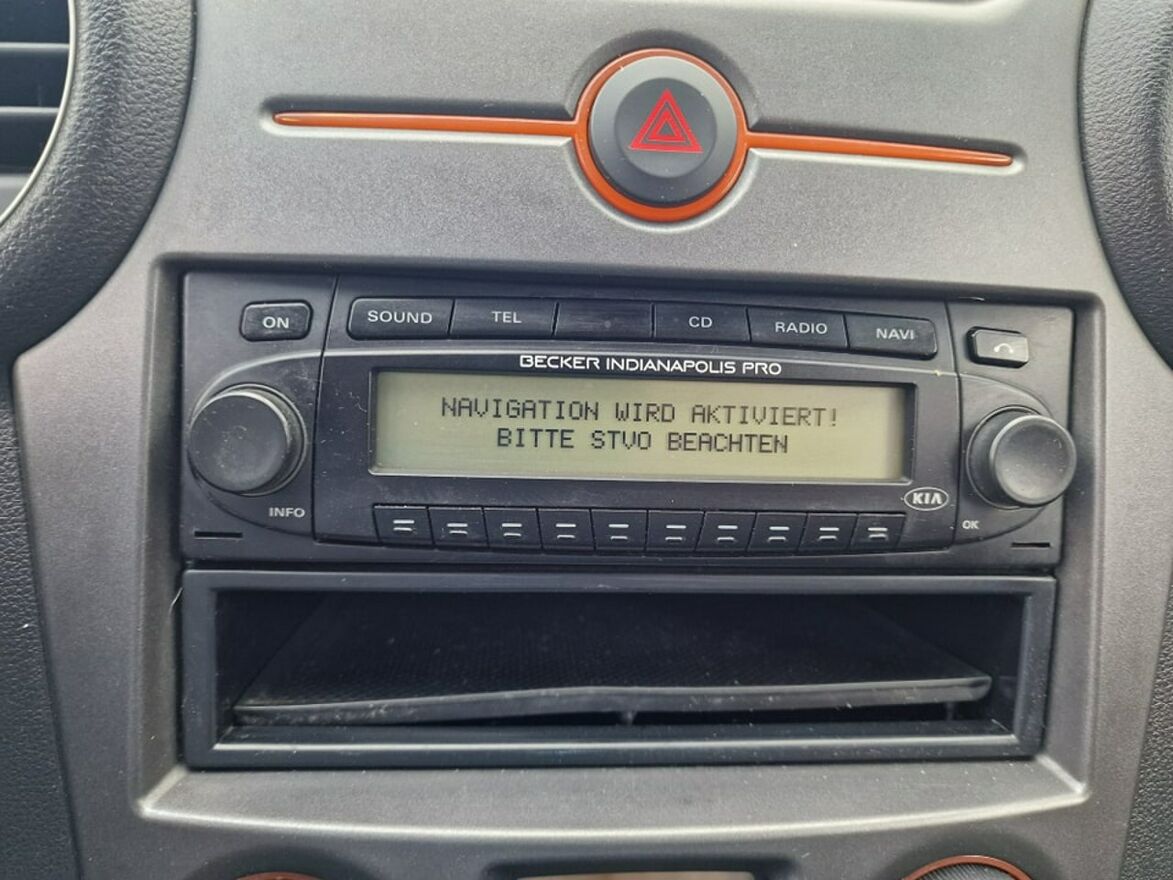 ON
SOUND
TEL
CD
RADIO
NAVI
BECKER INDIANAPOLIS PRO
NAVIGATION WIRD AKTIVIERT!
BITTE STVO BEACHTEN
KIA
INFO
OK